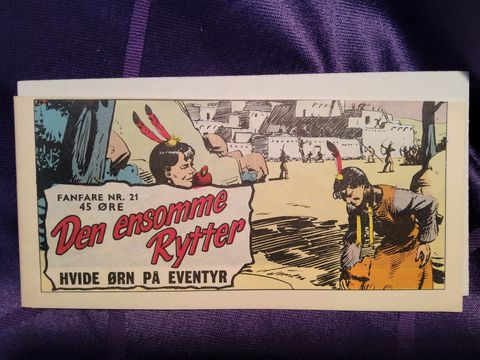 FANFARE NR. 21
45 ØRE
Den ensomme
Rytter
HVIDE ØRN PÅ EVENTYR